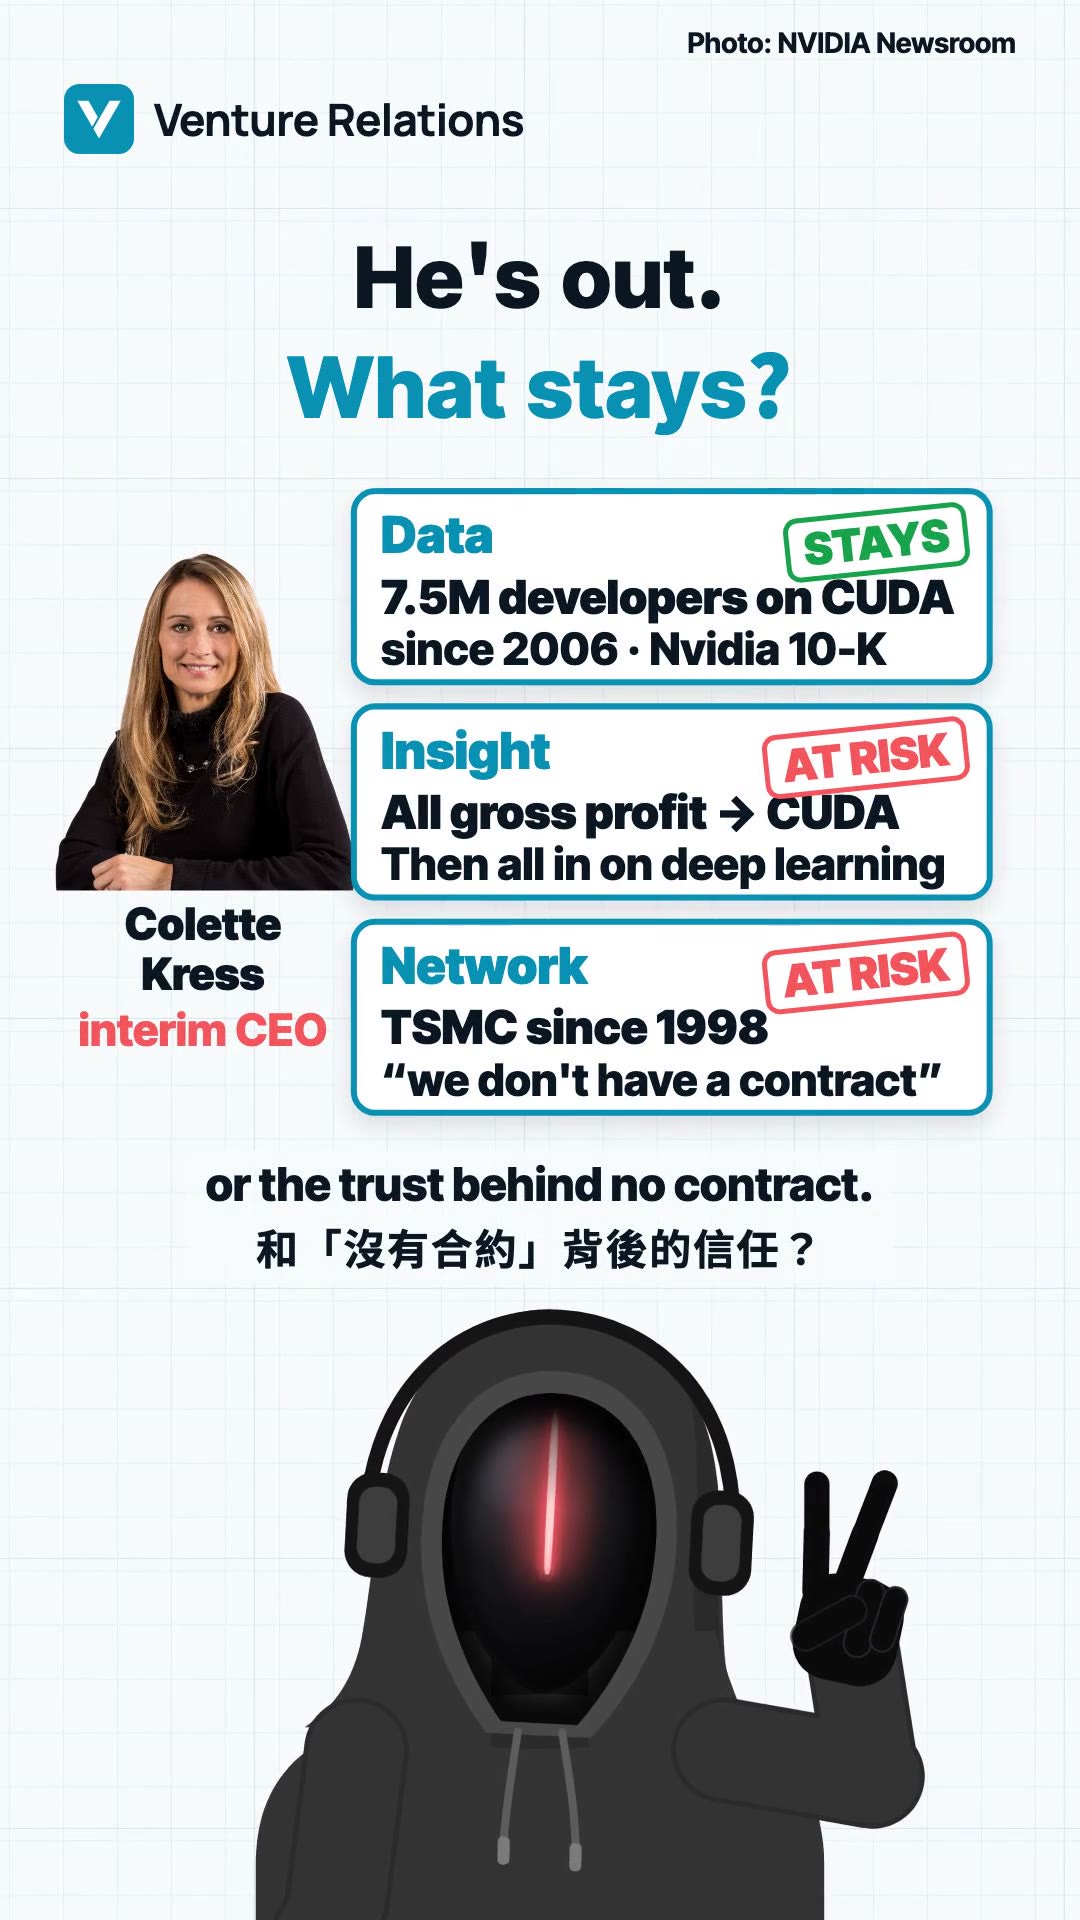 Photo: NVIDIA Newsroom
Venture Relations
He's out.
What stays?
Data
STAYS
7.5M developers on CUDA
since 2006 · Nvidia 10-K
Insight
AT RISK
All gross profit → CUDA
Then all in on deep learning
Network
AT RISK
TSMC since 1998
“we don't have a contract”
Colette
Kress
interim CEO
or the trust behind no contract.
和「沒有合約」背後的信任？